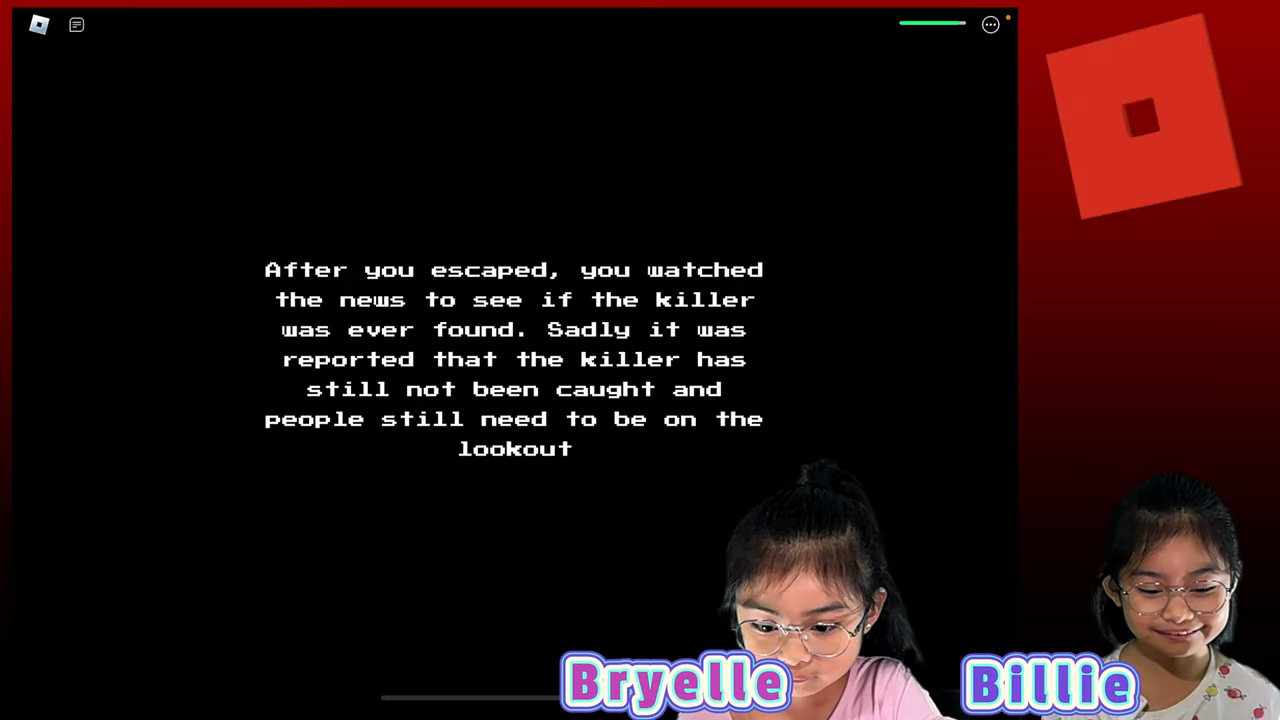 After you escaped, you watched
the news to see if the killer
was ever found. Sadly it was
reported that the killer has
still not been caught and
people still need to be on the
lookout
Bryelle
Billie